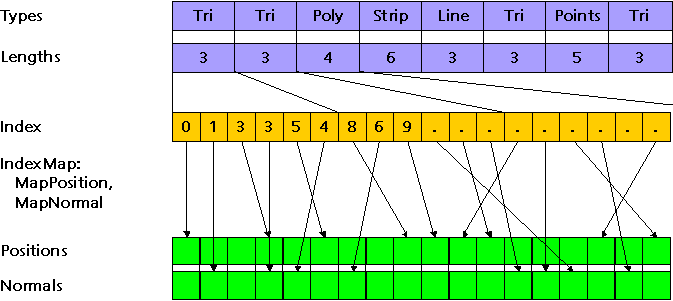 Types Tri Tri Poly Strip Line Tri Points Tri
Lengths 3 3 4 6 3 3 5 3
Index 0 1 3 3 5 4 8 6 9 . . . . . . . . .
IndexMap:
MapPosition,
MapNormal
Positions
Normals